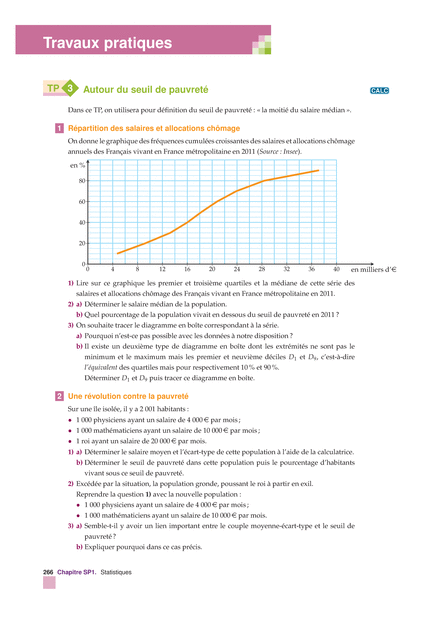 Travaux pratiques
TP 3 Autour du seuil de pauvreté
CALC
Dans ce TP, on utilisera pour définition du seuil de pauvreté : « la moitié du salaire médian ».
1 Répartition des salaires et allocations chômage
On donne le graphique des fréquences cumulées croissantes des salaires et allocations chômage
annuels des Français vivant en France métropolitaine en 2011 (Source : Insee).
en %
80
60
40
20
0
0 4 8 12 16 20 24 28 32 36 40 en milliers d'€
1) Lire sur ce graphique les premier et troisième quartiles et la médiane de cette série des
salaires et allocations chômage des Français vivant en France métropolitaine en 2011.
2) a) Déterminer le salaire médian de la population.
b) Quel pourcentage de la population vivait en dessous du seuil de pauvreté en 2011 ?
3) On souhaite tracer le diagramme en boîte correspondant à la série.
a) Pourquoi n'est-ce pas possible avec les données à notre disposition ?
b) Il existe un deuxième type de diagramme en boîte dont les extrémités ne sont pas le
minimum et le maximum mais les premier et neuvième déciles D1 et D9, c'est-à-dire
l'équivalent des quartiles mais pour respectivement 10 % et 90 %.
Déterminer D1 et D9 puis tracer ce diagramme en boîte.
2 Une révolution contre la pauvreté
Sur une île isolée, il y a 2 001 habitants :
• 1 000 physiciens ayant un salaire de 4 000 € par mois ;
• 1 000 mathématiciens ayant un salaire de 10 000 € par mois ;
• 1 roi ayant un salaire de 20 000 € par mois.
1) a) Déterminer le salaire moyen et l'écart-type de cette population à l'aide de la calculatrice.
b) Déterminer le seuil de pauvreté dans cette population puis le pourcentage d'habitants
vivant sous ce seuil de pauvreté.
2) Excédée par la situation, la population gronde, poussant le roi à partir en exil.
Reprendre la question 1) avec la nouvelle population :
• 1 000 physiciens ayant un salaire de 4 000 € par mois ;
• 1 000 mathématiciens ayant un salaire de 10 000 € par mois.
3) a) Semble-t-il y avoir un lien important entre le couple moyenne-écart-type et le seuil de
pauvreté ?
b) Expliquer pourquoi dans ce cas précis.
266 Chapitre SP1. Statistiques